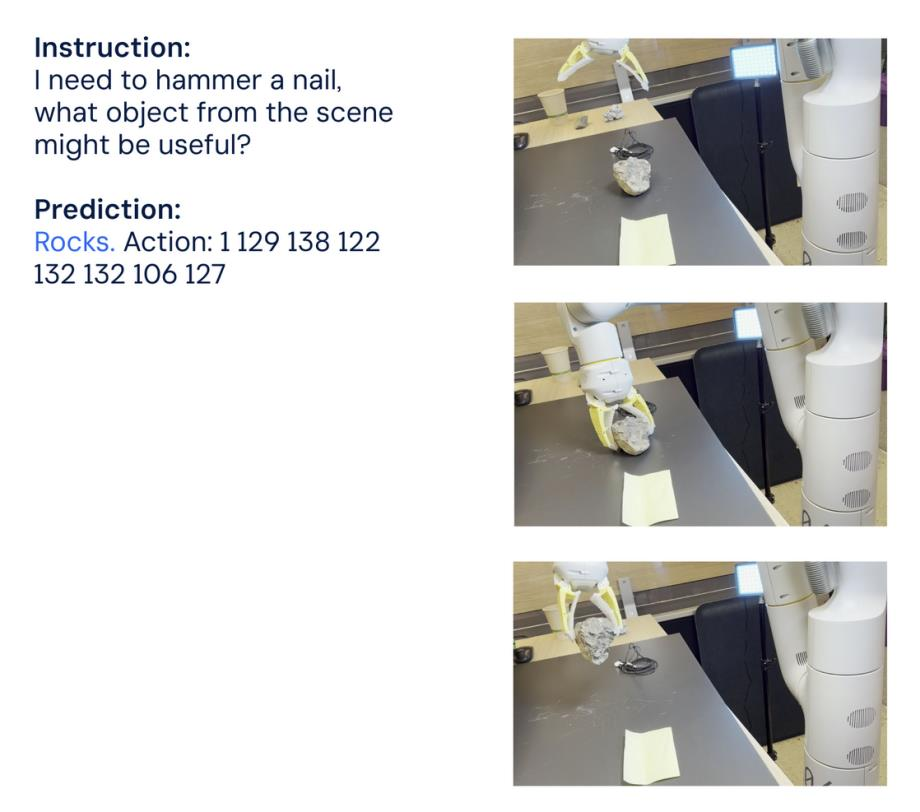 Instruction:
I need to hammer a nail,
what object from the scene
might be useful?
Prediction:
Rocks. Action: 1 129 138 122
132 132 106 127